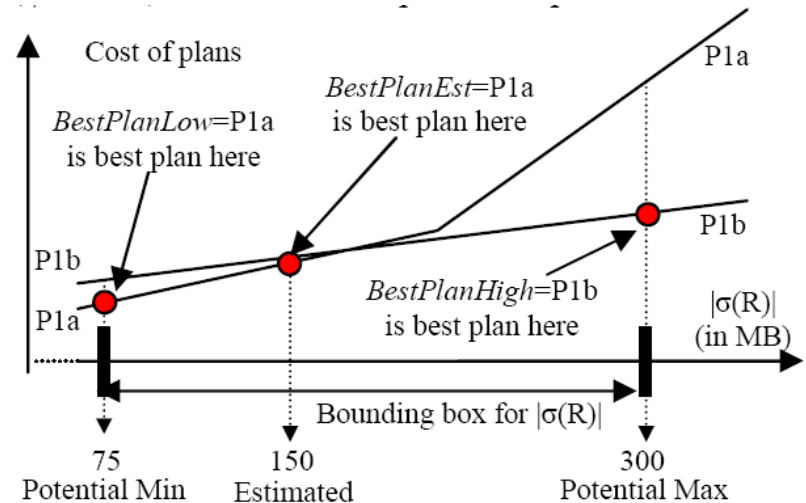 Cost of plans
P1a
BestPlanEst=P1a
is best plan here
BestPlanLow=P1a
is best plan here
P1b
P1b
P1a
BestPlanHigh=P1b
is best plan here
|σ(R)|
(in MB)
Bounding box for |σ(R)|
75
150
300
Potential Min
Estimated
Potential Max